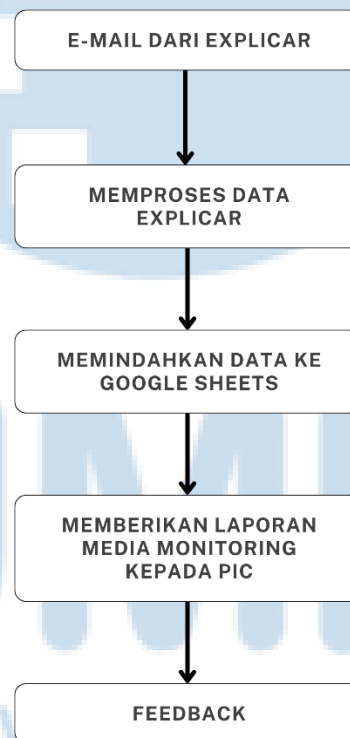 E-MAIL DARI EXPLICAR
MEMPROSES DATA
EXPLICAR
MEMINDAHKAN DATA KE
GOOGLE SHEETS
MEMBERIKAN LAPORAN
MEDIA MONITORING
KEPADA PIC
FEEDBACK